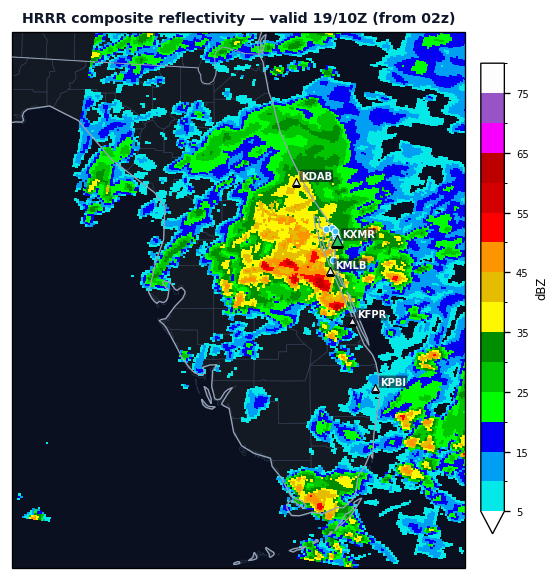 HRRR composite reflectivity — valid 19/10Z (from 02z)
KDAB
KXMR
KMLB
KFPR
KPBI
75
65
55
45
35
25
15
5
dBZ